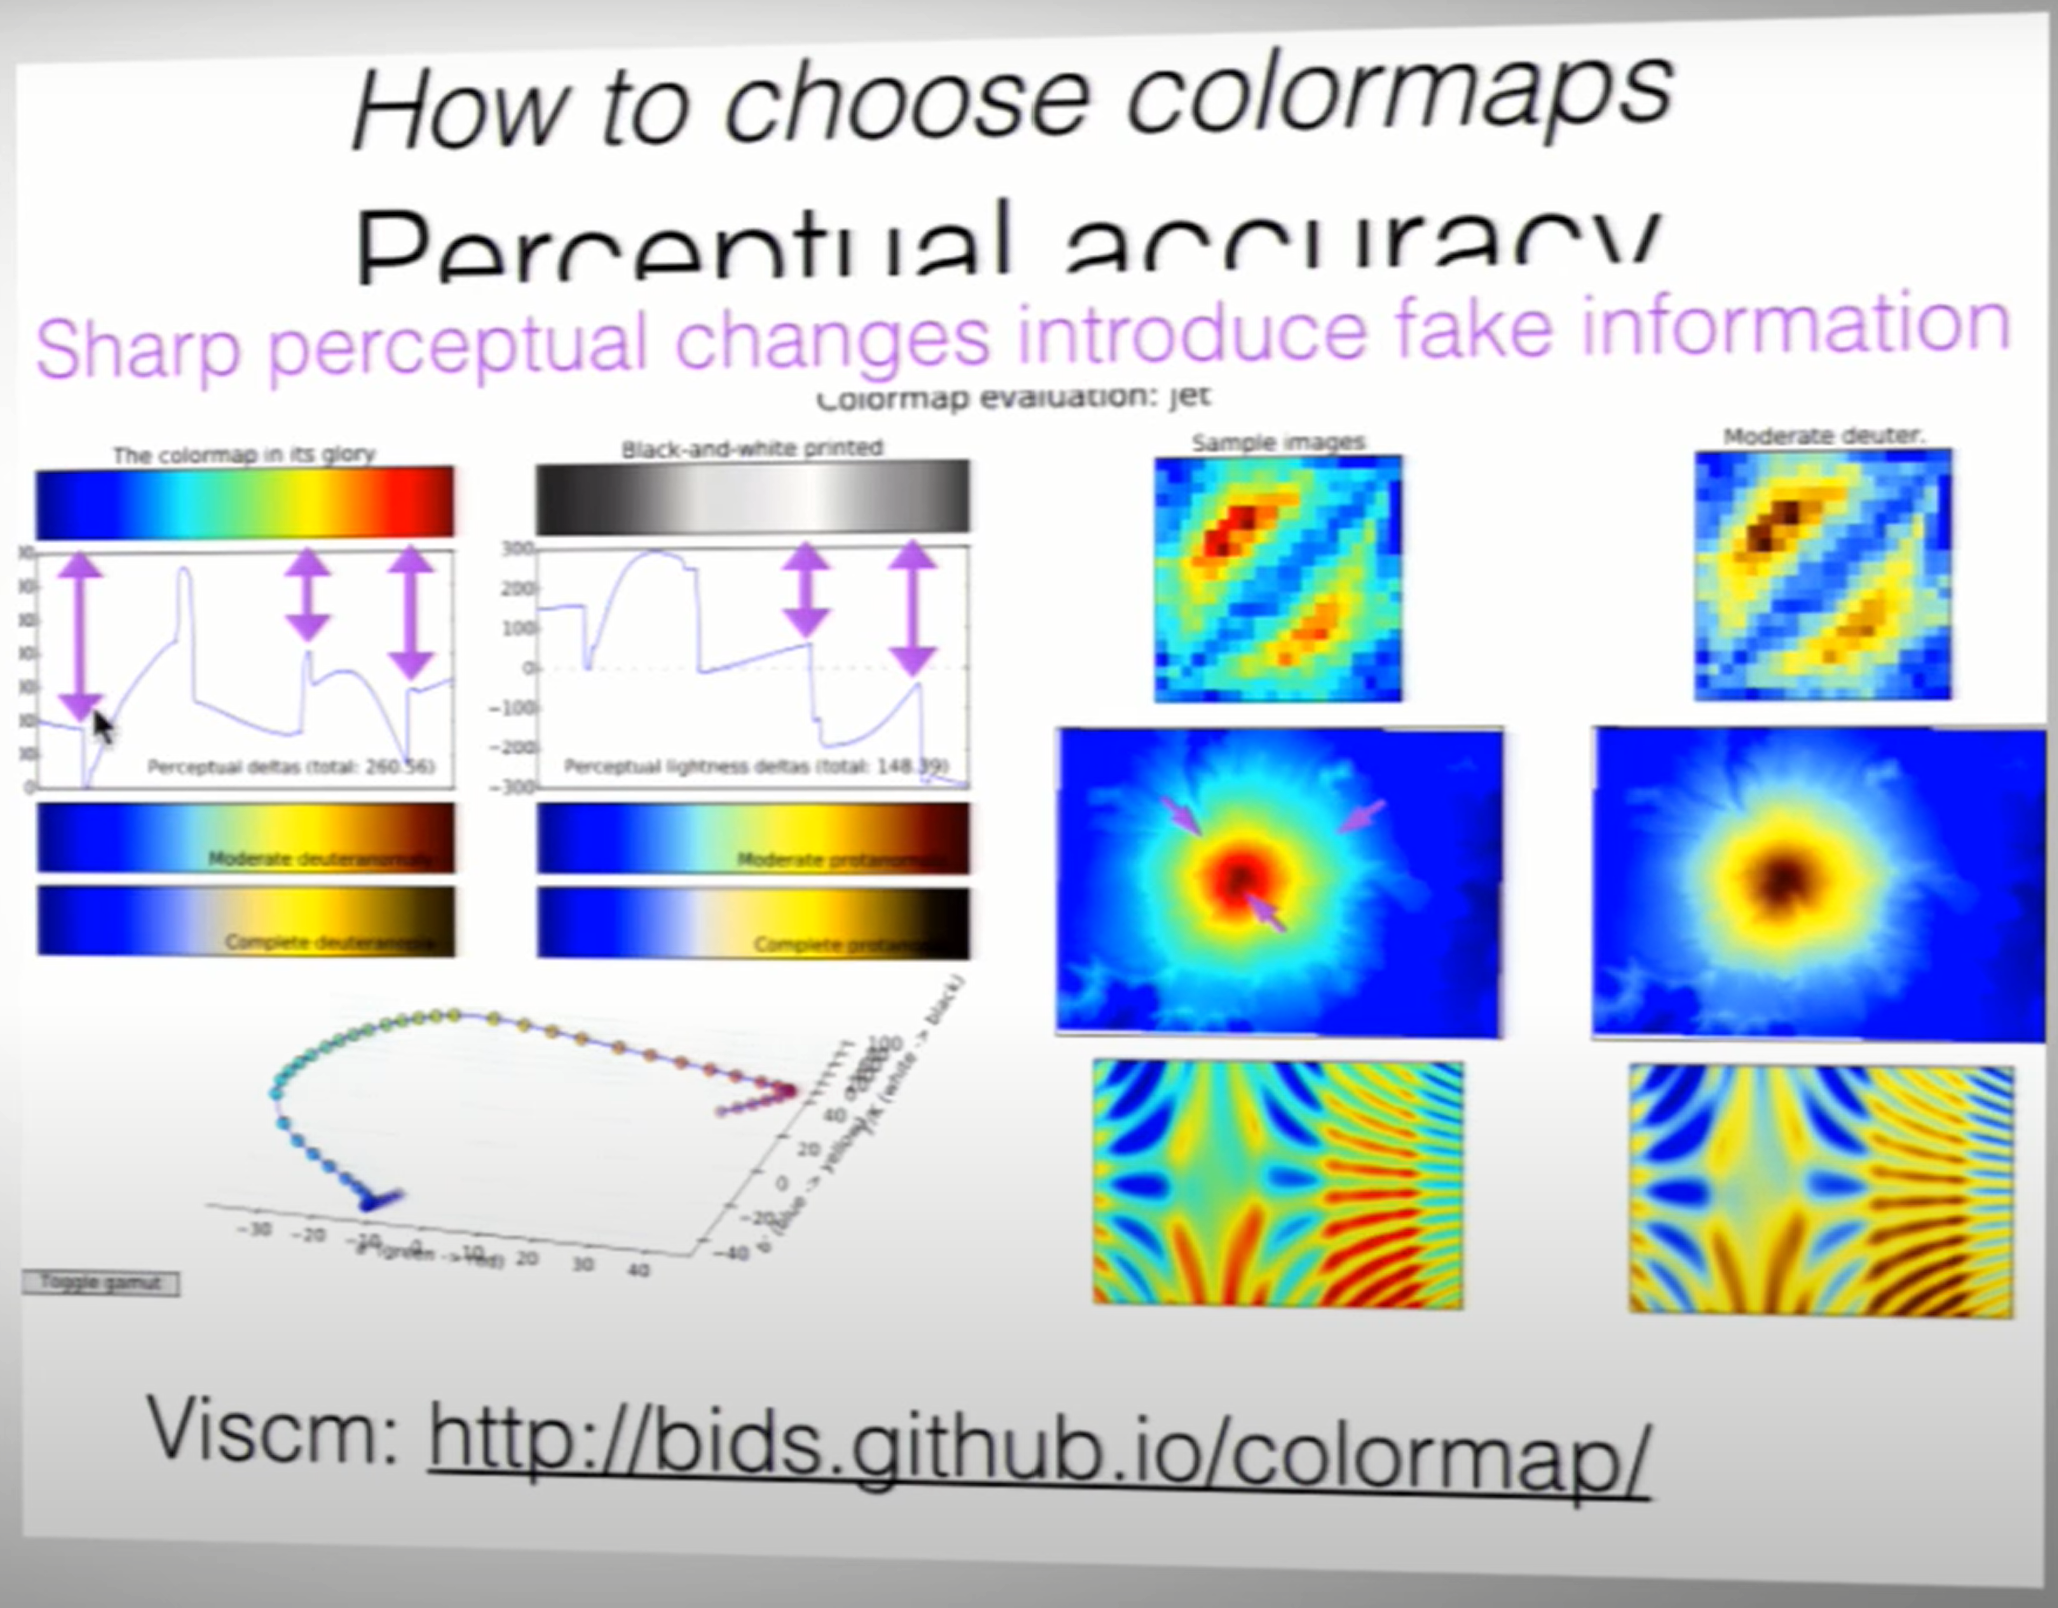 How to choose colormaps
Perceptual accuracy
Sharp perceptual changes introduce fake information
Colormap evaluation: jet
The colormap in its glory
Black-and-white printed
Sample images
Moderate deuter.
300
200
100
0
-100
-200
-300
0
Perceptual deltas (total: 260.56)
Perceptual lightness deltas (total: 148.39)
Moderate deuteranomaly
Moderate protanomaly
Complete deuteranopia
Complete protanopia
100
40
20
0
-20
-40
b' (blue -> yellow)
(white -> black)
-30 -20 -10 0 10 20 30 40
(green -> red)
Toggle gamut
Viscm: http://bids.github.io/colormap/